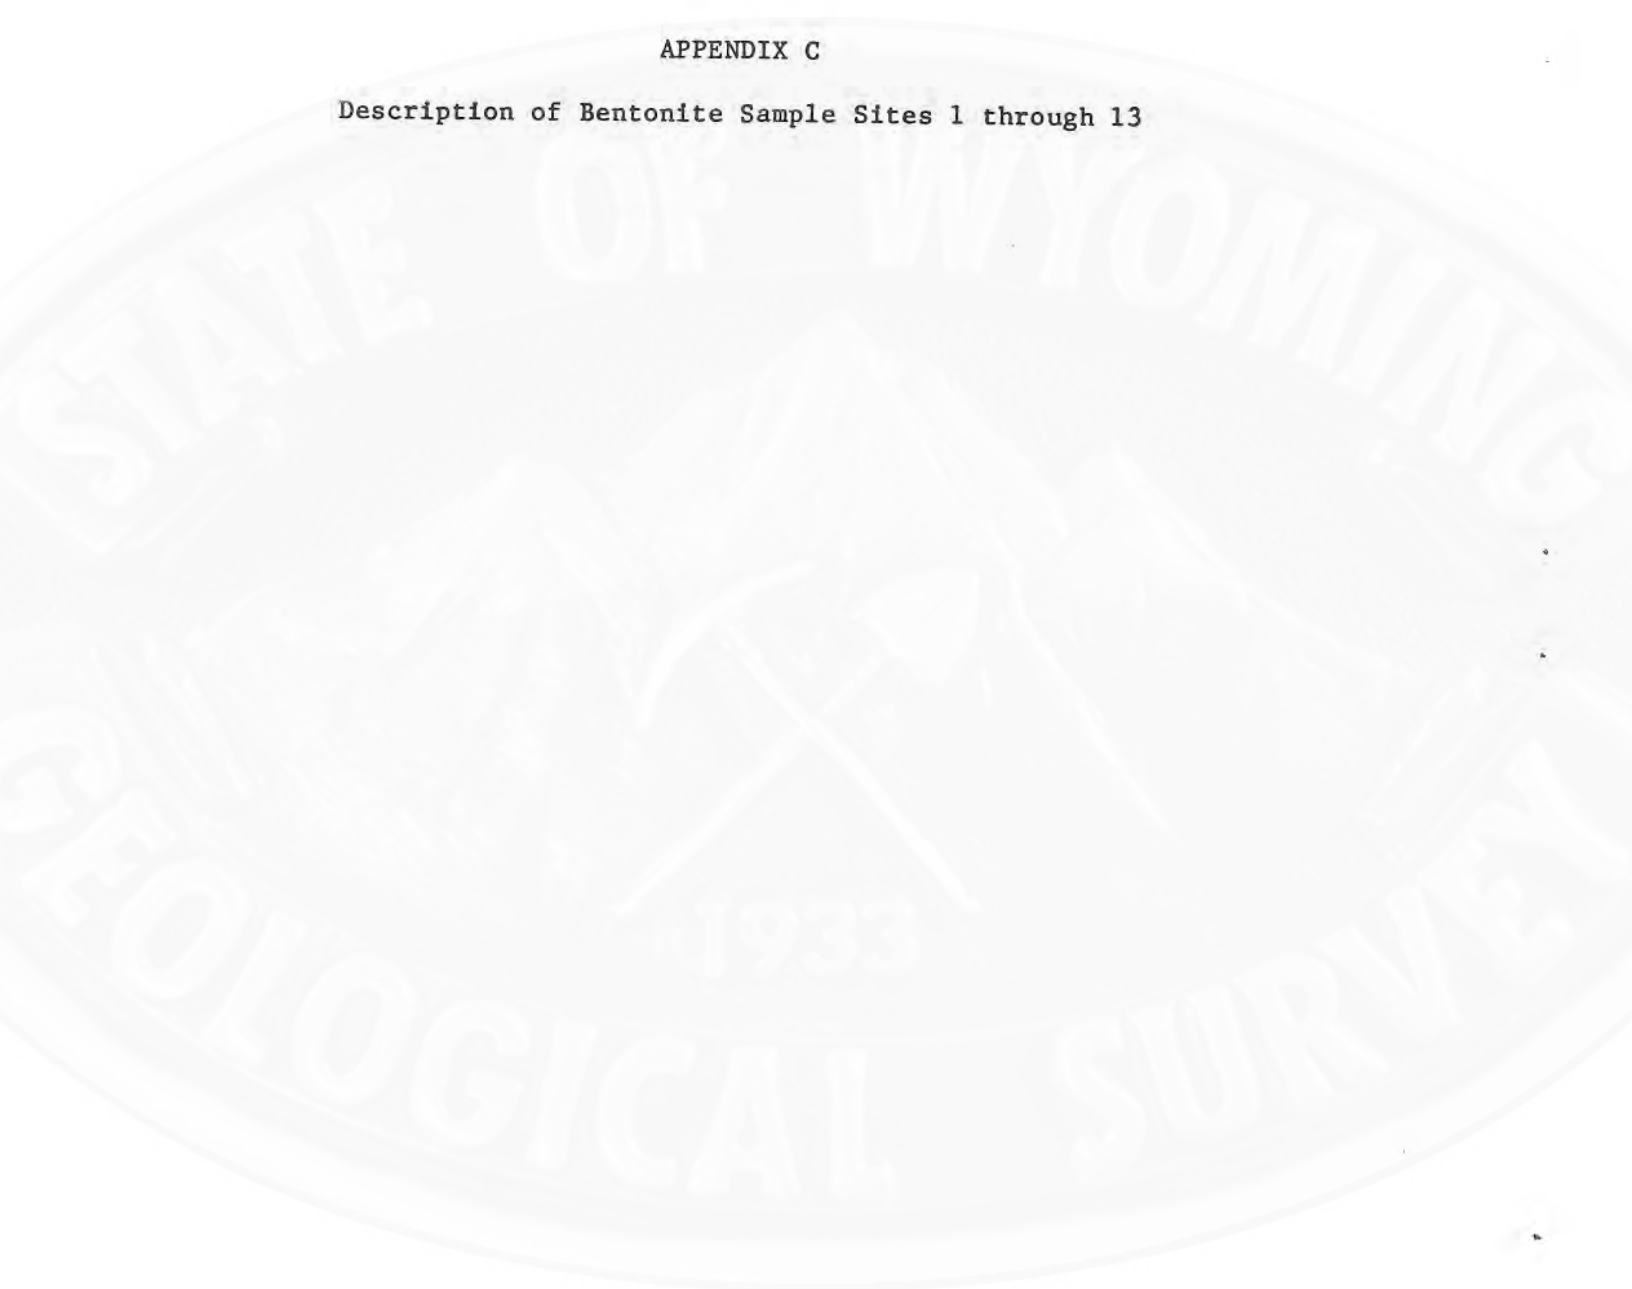 APPENDIX C
Description of Bentonite Sample Sites 1 through 13
STATE OF WYOMING
1933
GEOLOGICAL SURVEY